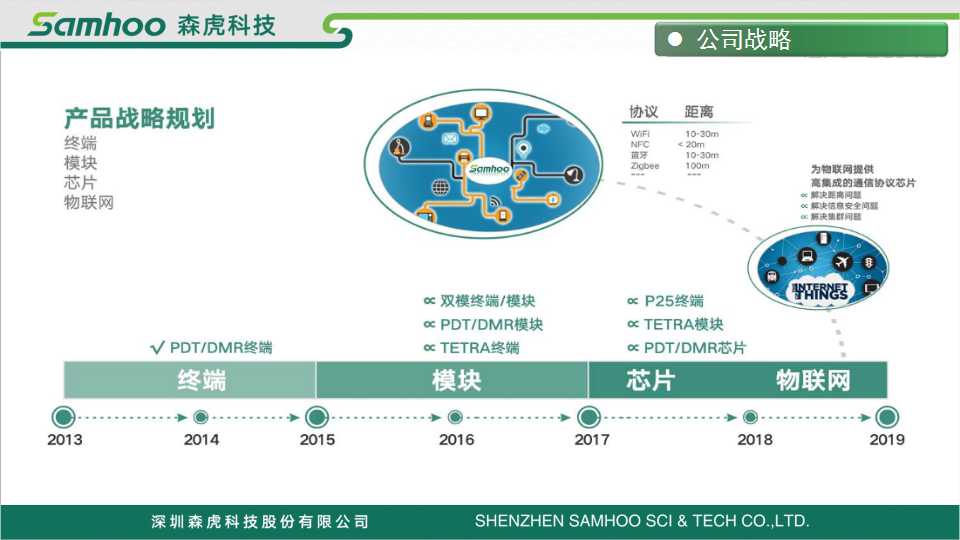 Samhoo 森虎科技
公司战略
产品战略规划
终端
模块
芯片
物联网
Samhoo
协议 距离
WiFi 10-30m
NFC < 20m
蓝牙 10-30m
Zigbee 100m
--- ---
为物联网提供
高集成的通信协议芯片
∝ 解决距离问题
∝ 解决信息安全问题
∝ 解决集群问题
INTERNET
THINGS
✓ PDT/DMR终端
∝ 双模终端/模块
∝ PDT/DMR模块
∝ TETRA终端
∝ P25终端
∝ TETRA模块
∝ PDT/DMR芯片
终端 模块 芯片 物联网
2013 2014 2015 2016 2017 2018 2019
深圳森虎科技股份有限公司 SHENZHEN SAMHOO SCI & TECH CO.,LTD.